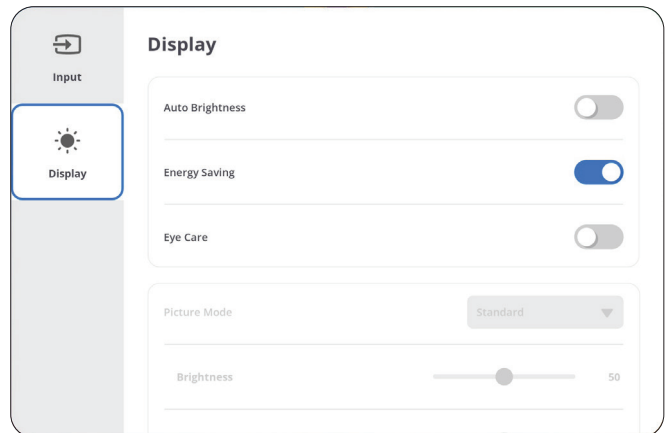 Display
Input
Auto Brightness
Display
Energy Saving
Eye Care
Picture Mode
Standard
Brightness
50